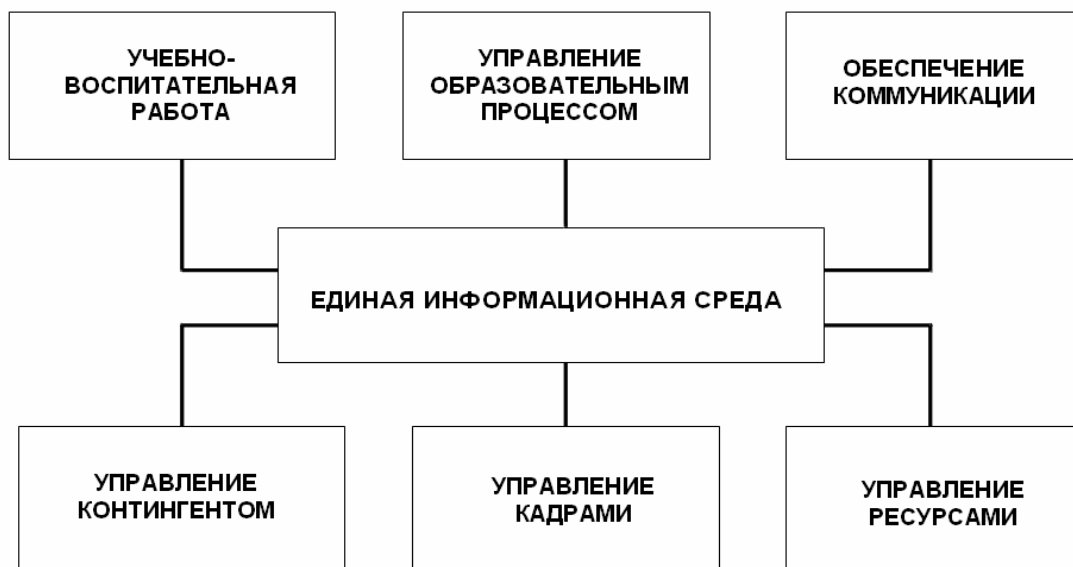 УЧЕБНО-
ВОСПИТАТЕЛЬНАЯ
РАБОТА
УПРАВЛЕНИЕ
ОБРАЗОВАТЕЛЬНЫМ
ПРОЦЕССОМ
ОБЕСПЕЧЕНИЕ
КОММУНИКАЦИИ
ЕДИНАЯ ИНФОРМАЦИОННАЯ СРЕДА
УПРАВЛЕНИЕ
КОНТИНГЕНТОМ
УПРАВЛЕНИЕ
КАДРАМИ
УПРАВЛЕНИЕ
РЕСУРСАМИ